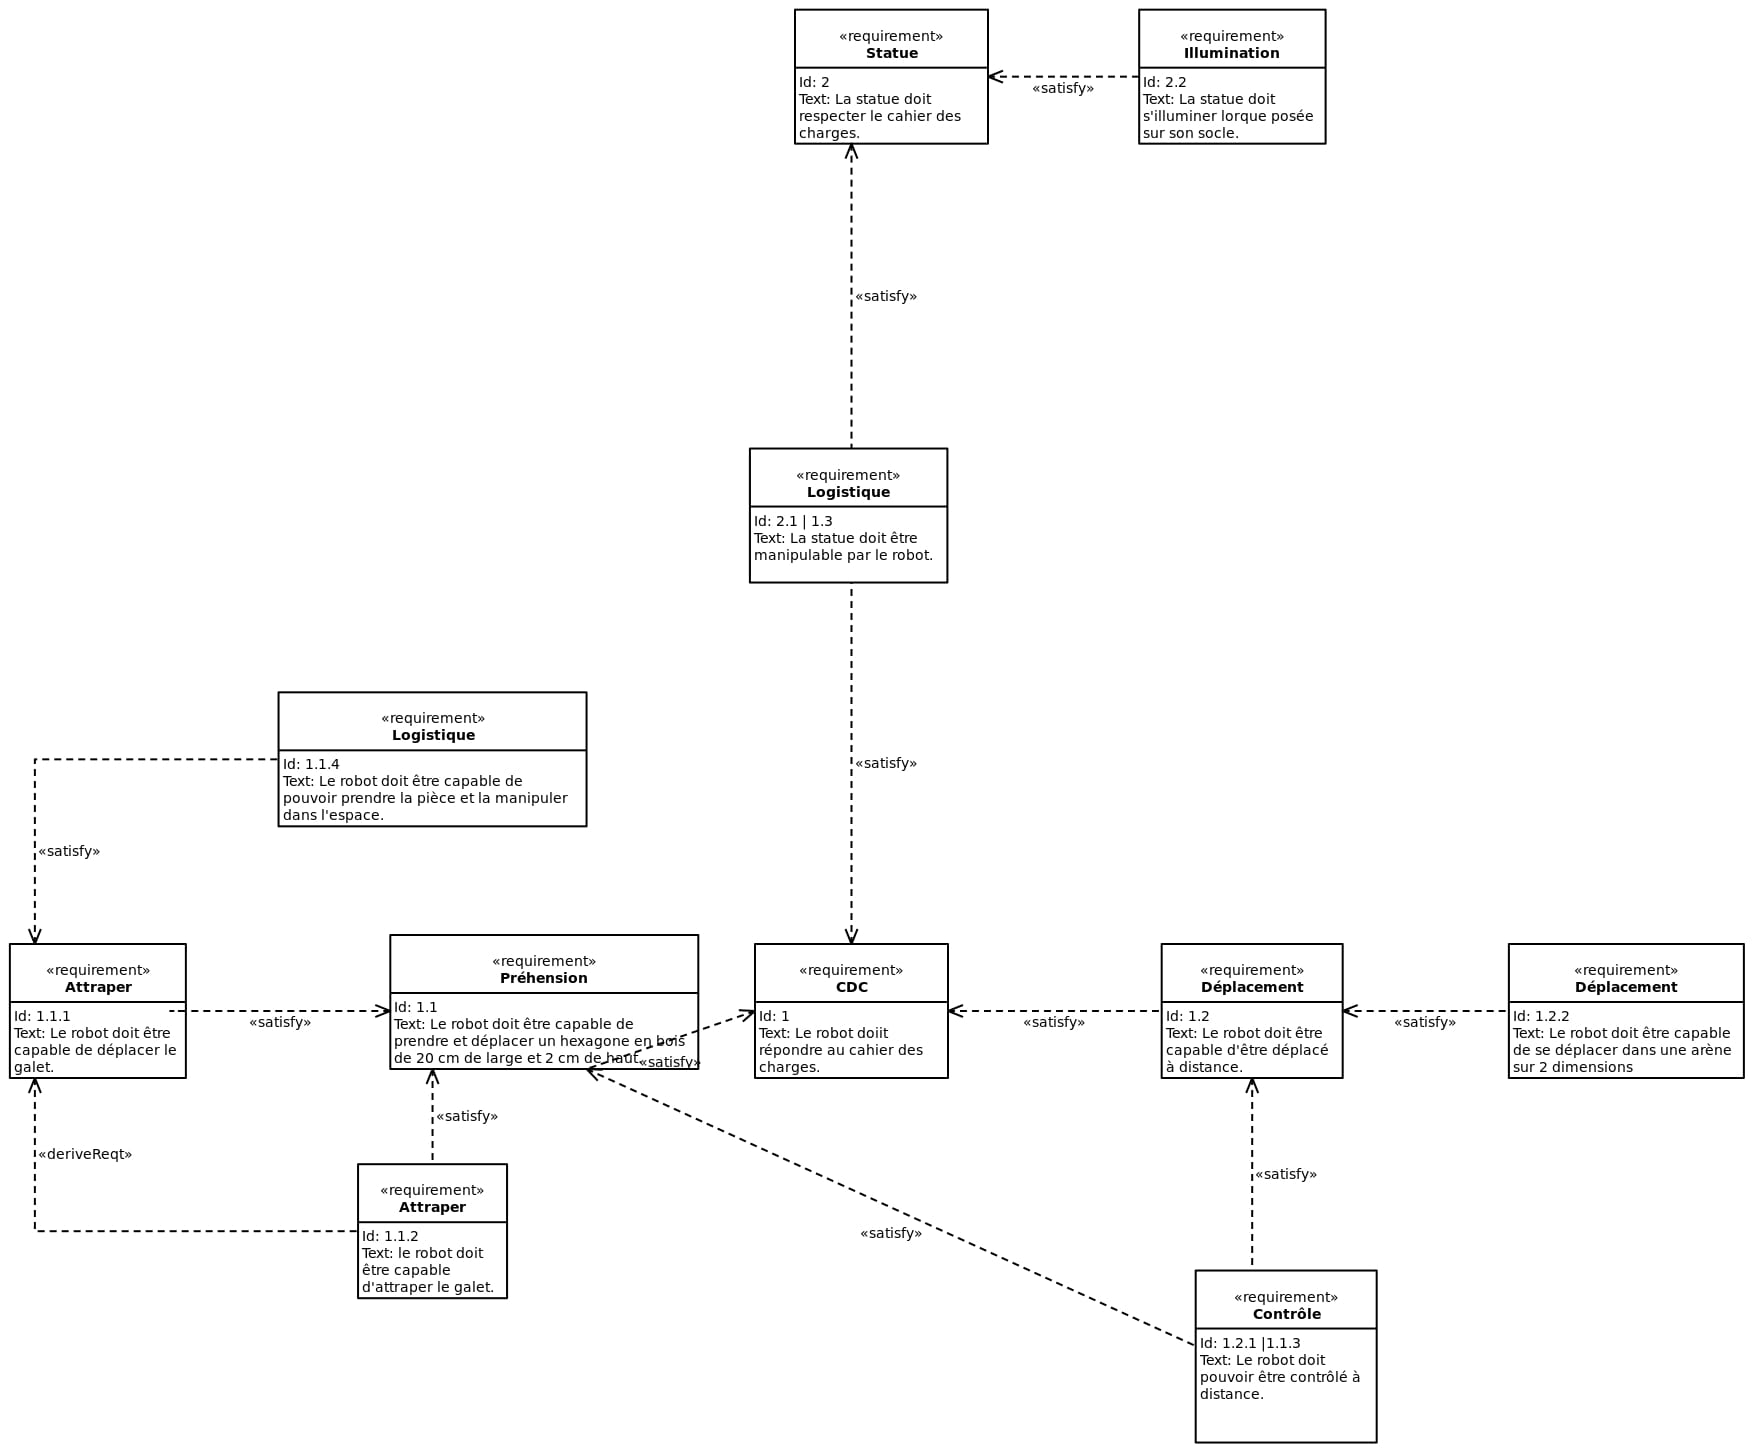 «requirement»
Statue
Id: 2
Text: La statue doit
respecter le cahier des
charges.
«requirement»
Illumination
Id: 2.2
Text: La statue doit
s'illuminer lorque posée
sur son socle.
«satisfy»
«satisfy»
«requirement»
Logistique
Id: 2.1 | 1.3
Text: La statue doit être
manipulable par le robot.
«satisfy»
«requirement»
Logistique
Id: 1.1.4
Text: Le robot doit être capable de
pouvoir prendre la pièce et la manipuler
dans l'espace.
«satisfy»
«requirement»
Attraper
Id: 1.1.1
Text: Le robot doit être
capable de déplacer le
galet.
«satisfy»
«requirement»
Préhension
Id: 1.1
Text: Le robot doit être capable de
prendre et déplacer un hexagone en bois
de 20 cm de large et 2 cm de haut.
«satisfy»
«requirement»
CDC
Id: 1
Text: Le robot doiit
répondre au cahier des
charges.
«satisfy»
«requirement»
Déplacement
Id: 1.2
Text: Le robot doit être
capable d'être déplacé
à distance.
«satisfy»
«requirement»
Déplacement
Id: 1.2.2
Text: Le robot doit être capable
de se déplacer dans une arène
sur 2 dimensions
«satisfy»
«deriveReqt»
«requirement»
Attraper
Id: 1.1.2
Text: le robot doit
être capable
d'attraper le galet.
«satisfy»
«satisfy»
«requirement»
Contrôle
Id: 1.2.1 |1.1.3
Text: Le robot doit
pouvoir être contrôlé à
distance.